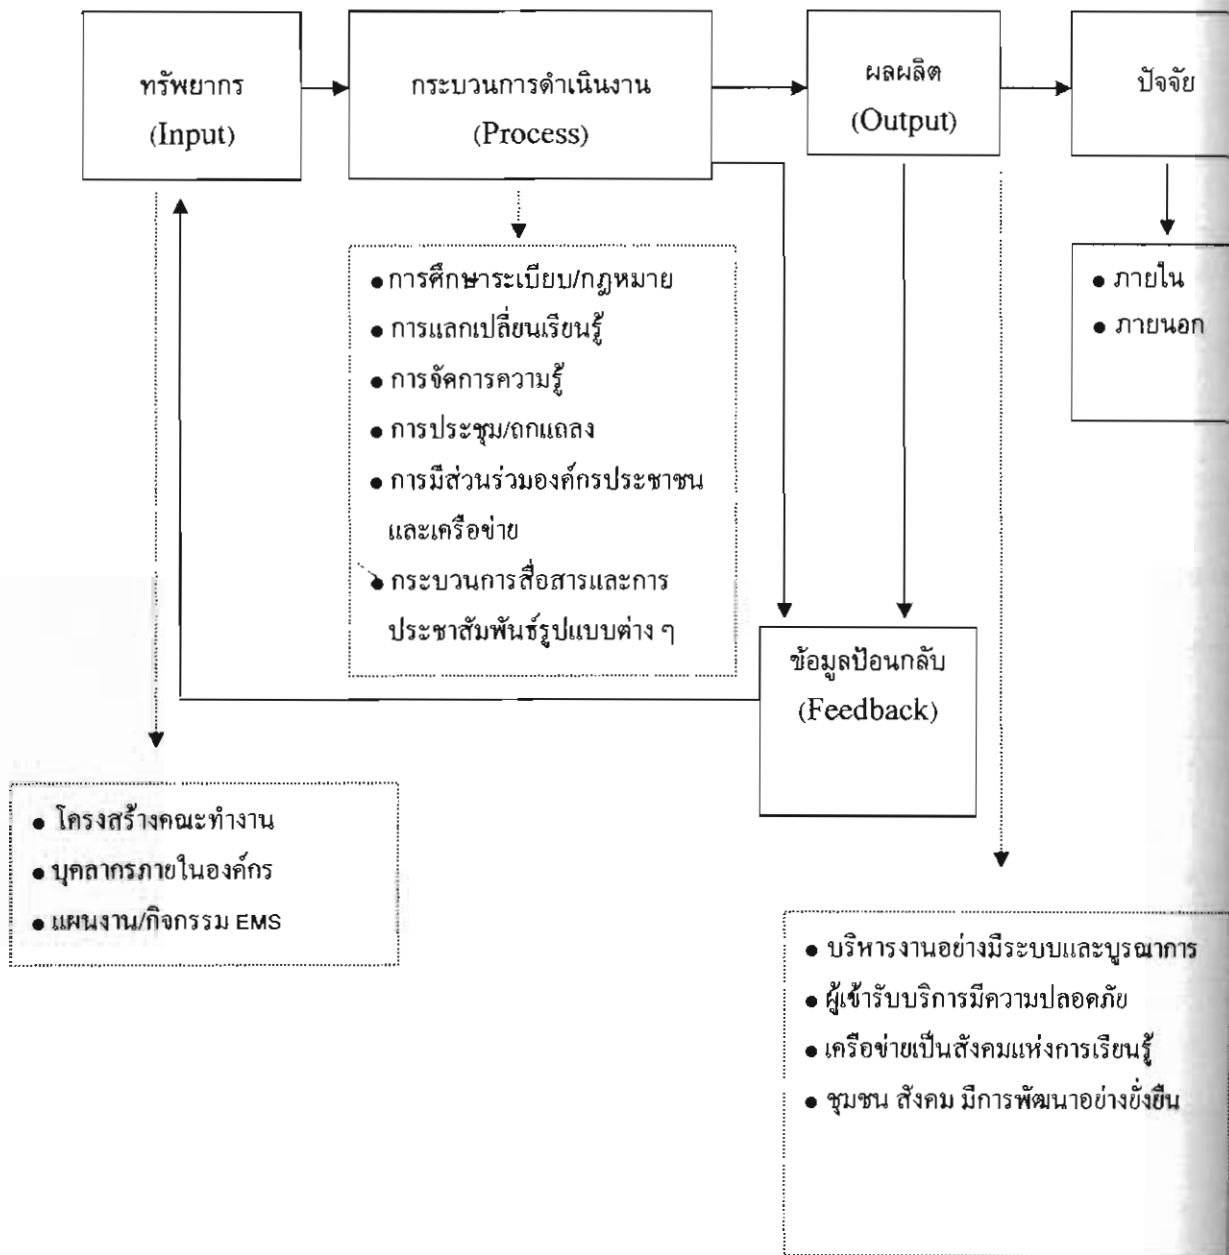 ทรัพยากร
(Input)
กระบวนการดำเนินงาน
(Process)
ผลผลิต
(Output)
ปัจจัย
● การศึกษาระเบียบ/กฎหมาย
● การแลกเปลี่ยนเรียนรู้
● การจัดการความรู้
● การประชุม/ถกแถลง
● การมีส่วนร่วมองค์กรประชาชน
และเครือข่าย
● กระบวนการสื่อสารและการ
ประชาสัมพันธ์รูปแบบต่าง ๆ
● ภายใน
● ภายนอก
ข้อมูลป้อนกลับ
(Feedback)
● โครงสร้างคณะทำงาน
● บุคลากรภายในองค์กร
● แผนงาน/กิจกรรม EMS
● บริหารงานอย่างมีระบบและบูรณาการ
● ผู้เข้ารับบริการมีความปลอดภัย
● เครือข่ายเป็นสังคมแห่งการเรียนรู้
● ชุมชน สังคม มีการพัฒนาอย่างยั่งยืน